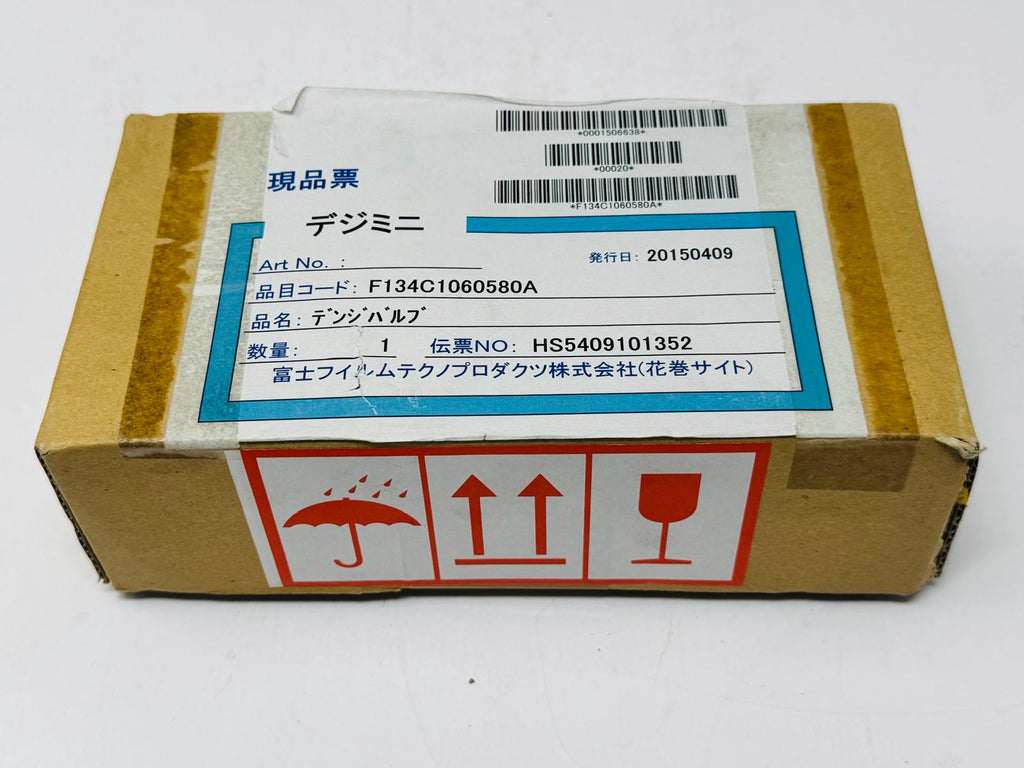 *0001506638*
*00020*
*F134C1060580A*
現品票
デジミニ
Art No. :
発行日: 20150409
品目コード: F134C1060580A
品名: ﾃﾞﾝｼﾞﾊﾞﾙﾌﾞ
数量: 1 伝票NO: HS5409101352
富士フイルムテクノプロダクツ株式会社(花巻サイト)